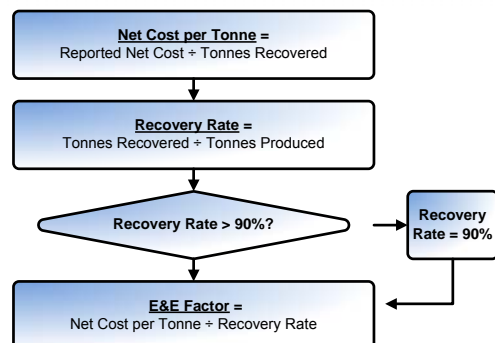 Net Cost per Tonne =
Reported Net Cost ÷ Tonnes Recovered
Recovery Rate =
Tonnes Recovered ÷ Tonnes Produced
Recovery Rate > 90%?
Recovery
Rate = 90%
E&E Factor =
Net Cost per Tonne ÷ Recovery Rate